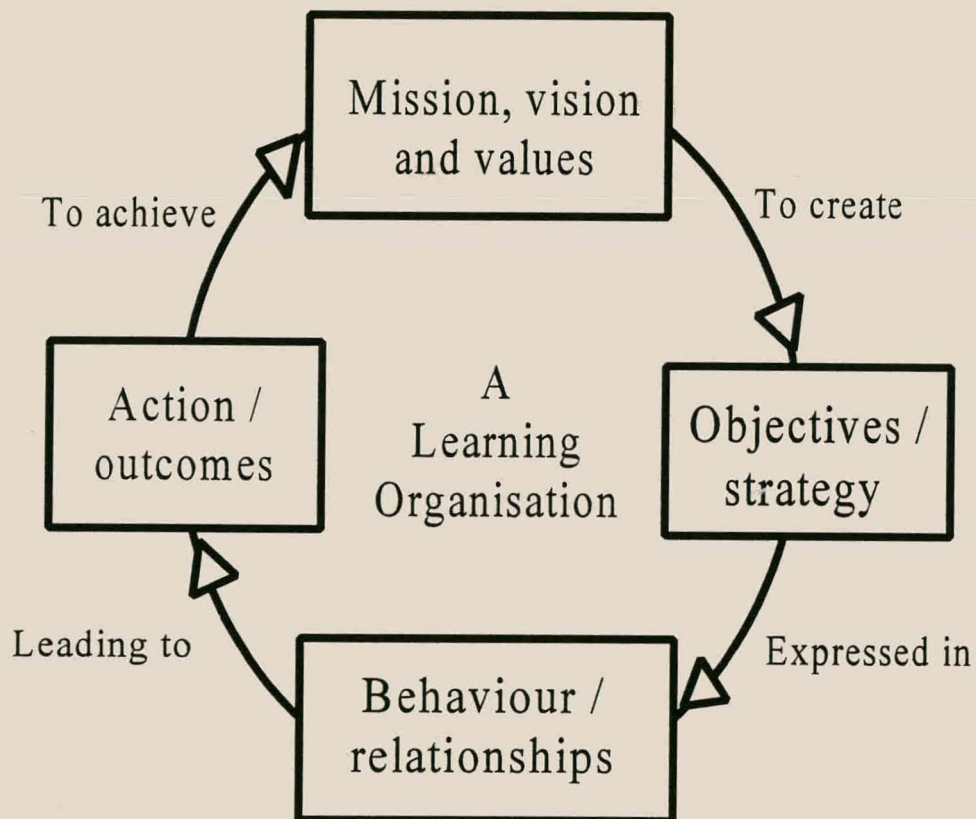 Mission, vision
and values
To achieve
To create
Action /
outcomes
A
Learning
Organisation
Objectives /
strategy
Leading to
Expressed in
Behaviour /
relationships